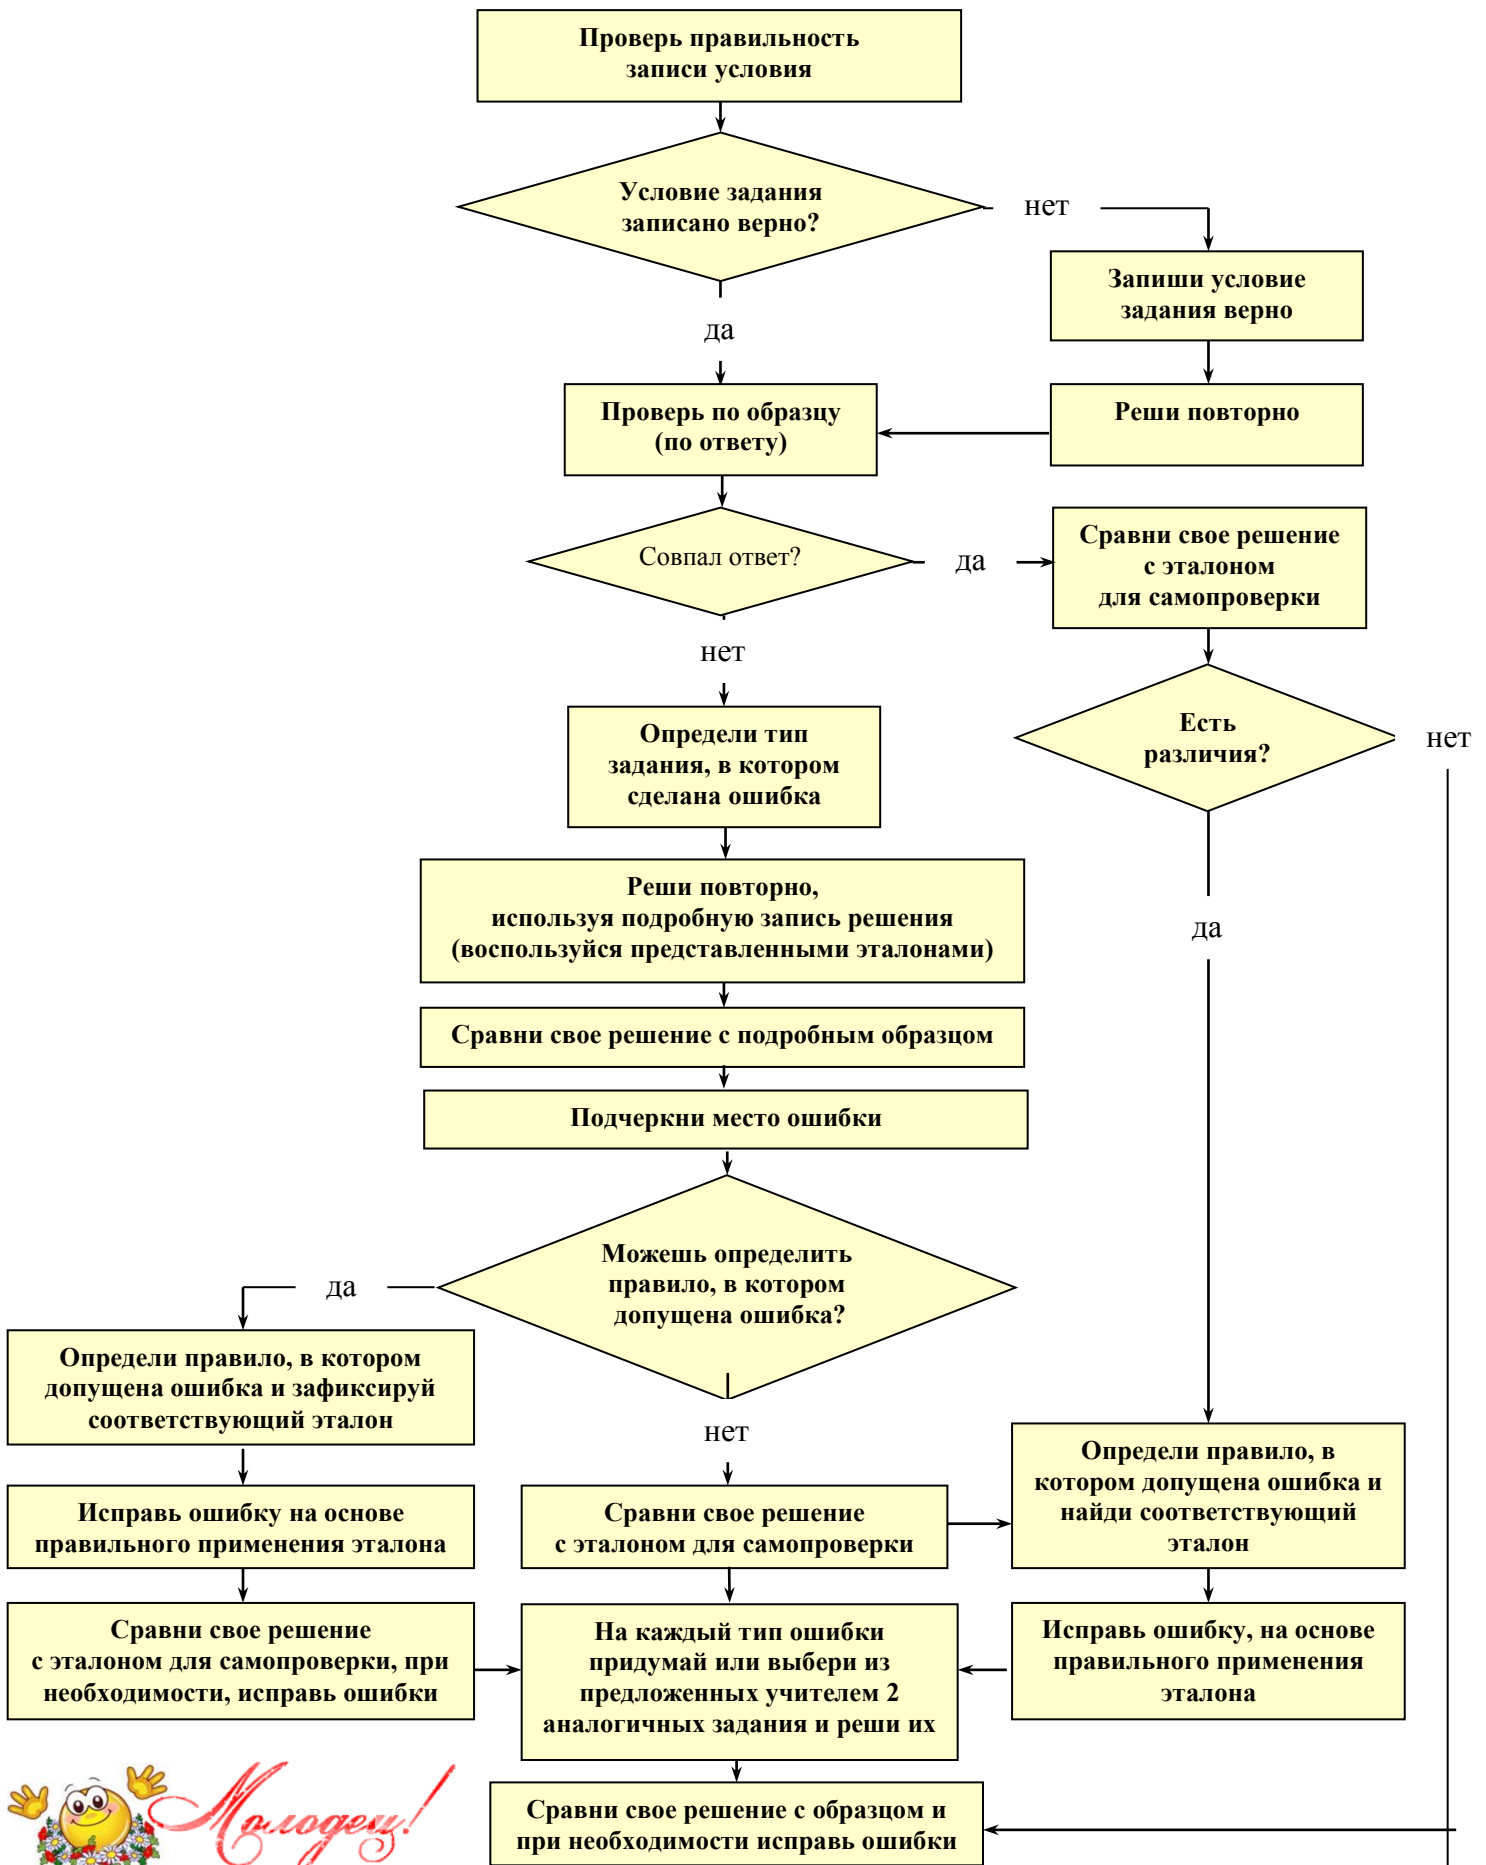 Проверь правильность
записи условия
Условие задания
записано верно?
нет
Запиши условие
задания верно
да
Проверь по образцу
(по ответу)
Реши повторно
Совпал ответ?
да
Сравни свое решение
с эталоном
для самопроверки
нет
Есть
различия?
нет
Определи тип
задания, в котором
сделана ошибка
Реши повторно,
используя подробную запись решения
(воспользуйся представленными эталонами)
да
Сравни свое решение с подробным образцом
Подчеркни место ошибки
Можешь определить
правило, в котором
допущена ошибка?
да
Определи правило, в котором
допущена ошибка и зафиксируй
соответствующий эталон
нет
Определи правило, в
котором допущена ошибка и
найди соответствующий
эталон
Исправь ошибку на основе
правильного применения эталона
Сравни свое решение
с эталоном для самопроверки
Сравни свое решение
с эталоном для самопроверки, при
необходимости, исправь ошибки
На каждый тип ошибки
придумай или выбери из
предложенных учителем 2
аналогичных задания и реши их
Исправь ошибку, на основе
правильного применения
эталона
Молодец!
Сравни свое решение с образцом и
при необходимости исправь ошибки